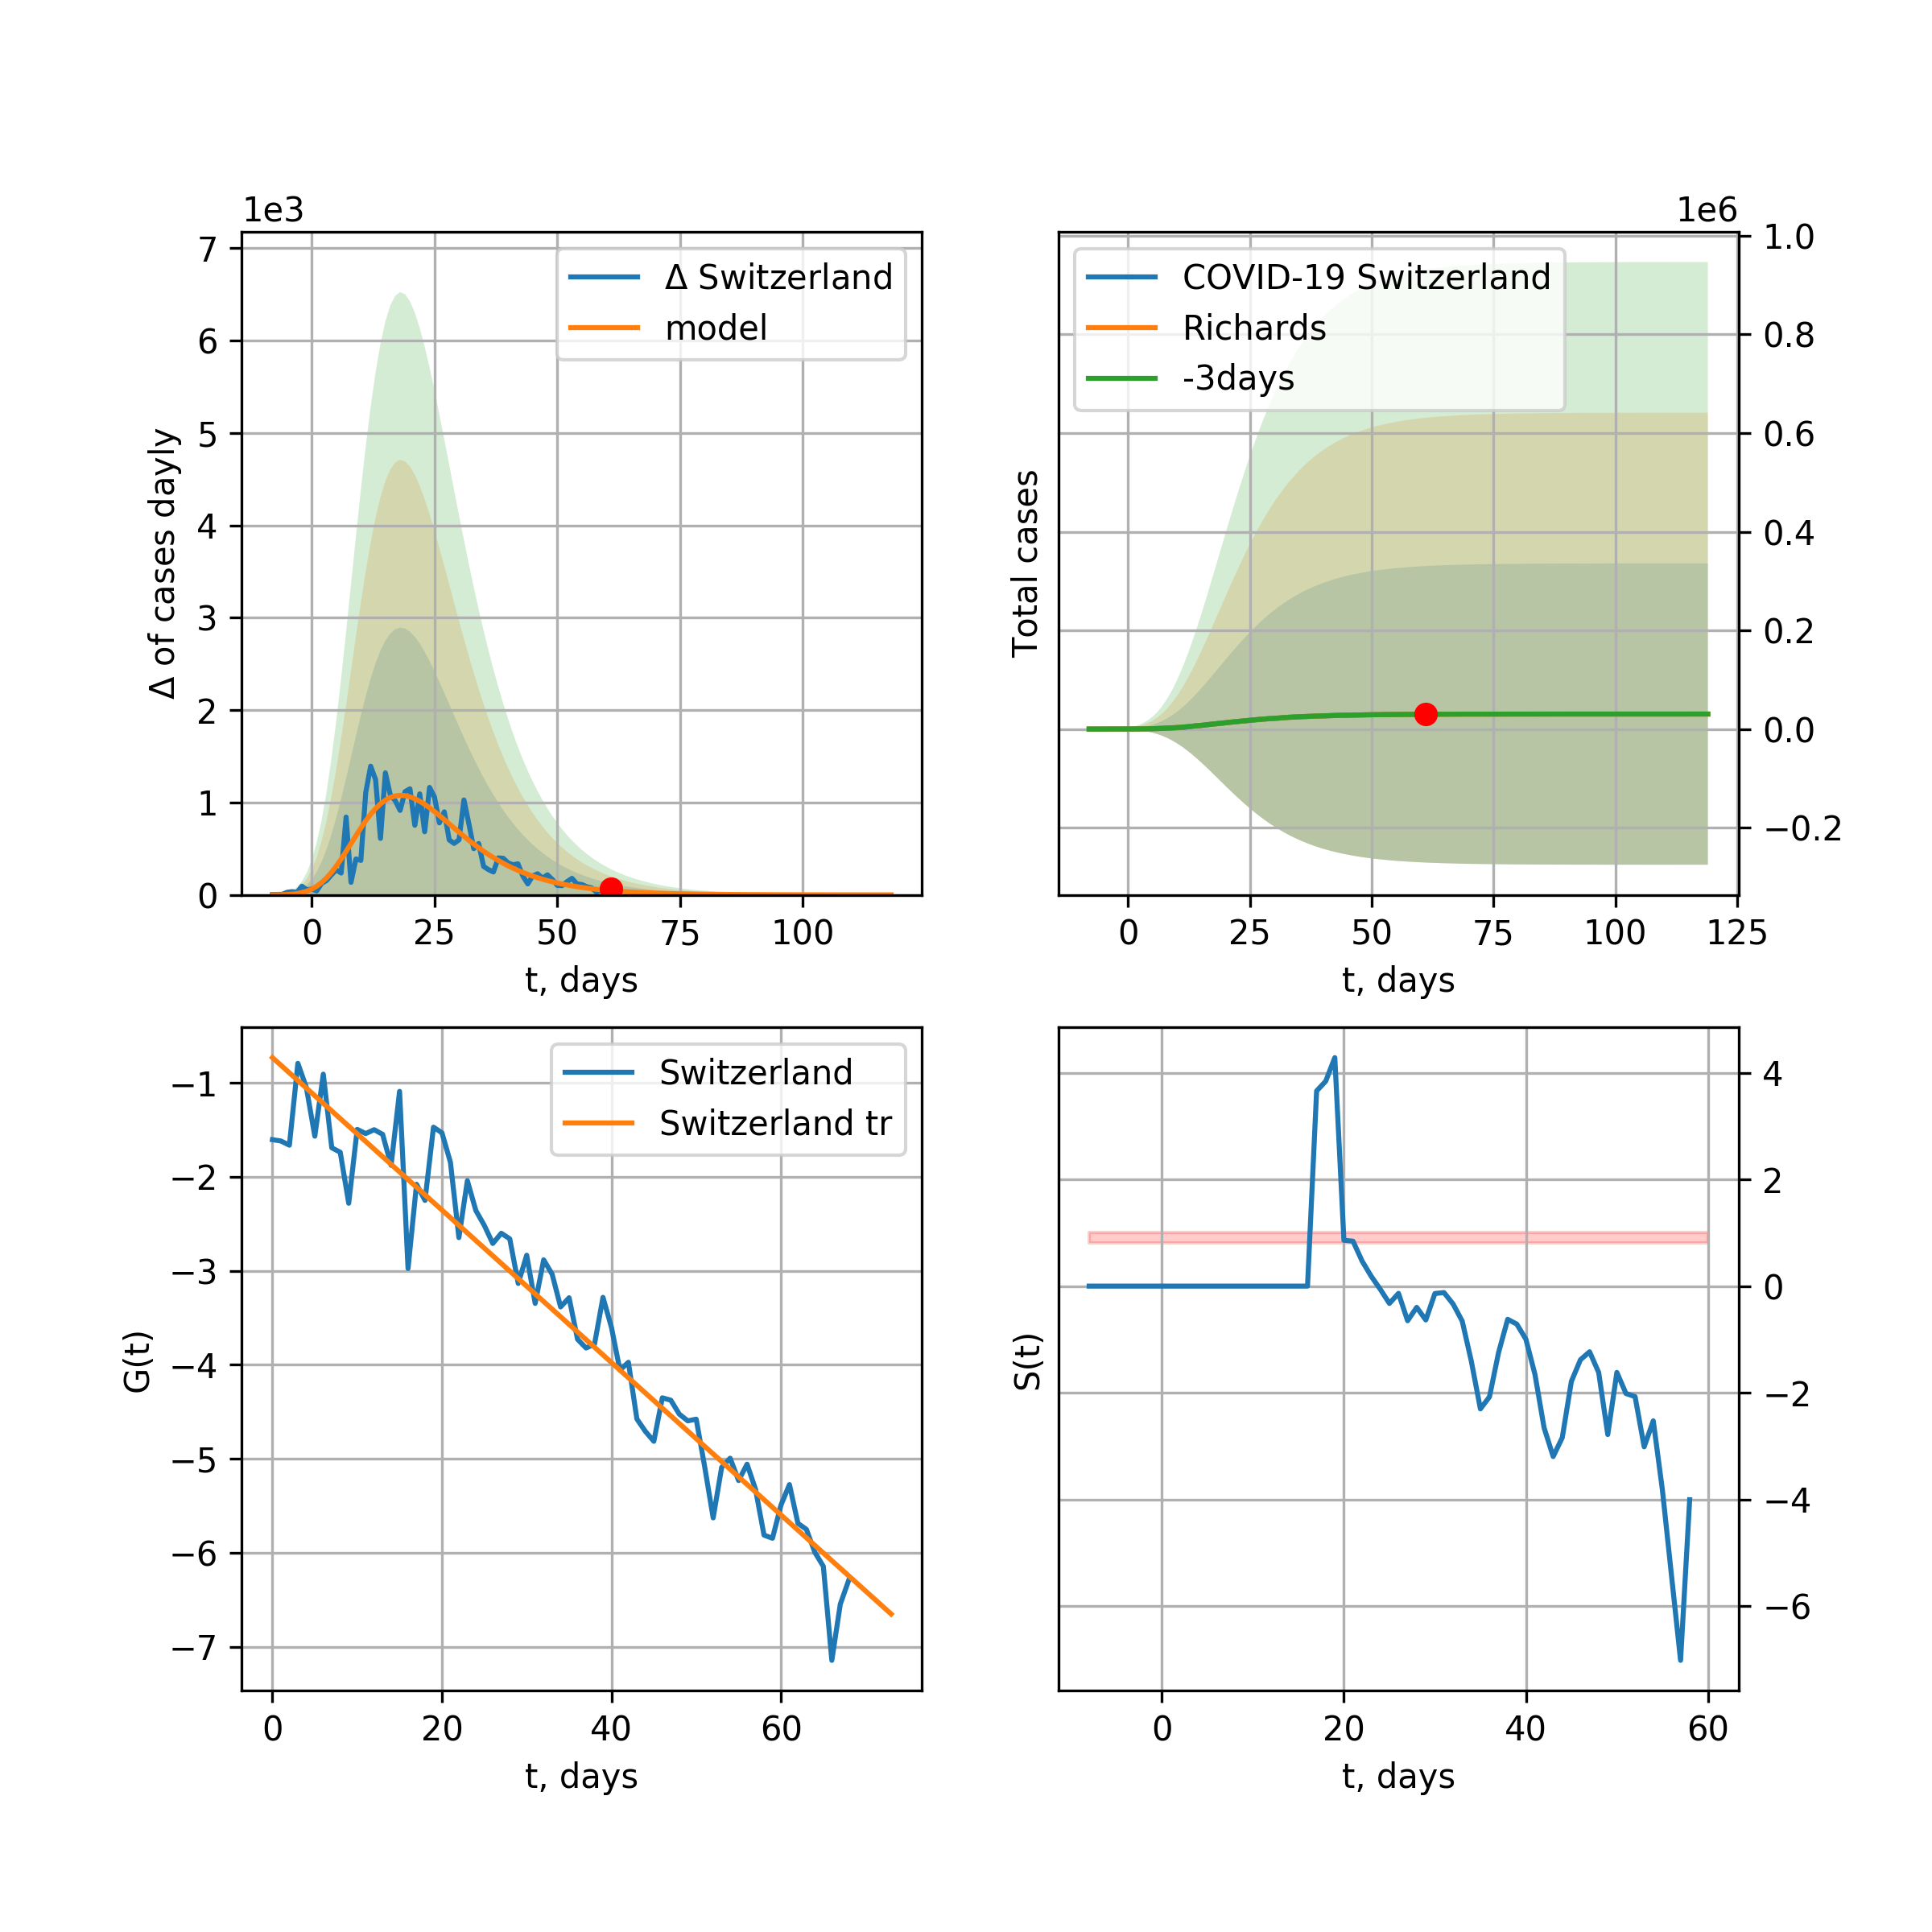 1e3
7
6
5
4
3
2
1
0
Δ of cases dayly
Δ Switzerland
model
0 25 50 75 100
t, days
1e6
1.0
0.8
0.6
0.4
0.2
0.0
−0.2
Total cases
COVID-19 Switzerland
Richards
-3days
0 25 50 75 100 125
t, days
−1
−2
−3
−4
−5
−6
−7
G(t)
Switzerland
Switzerland tr
0 20 40 60
t, days
4
2
0
−2
−4
−6
S(t)
0 20 40 60
t, days